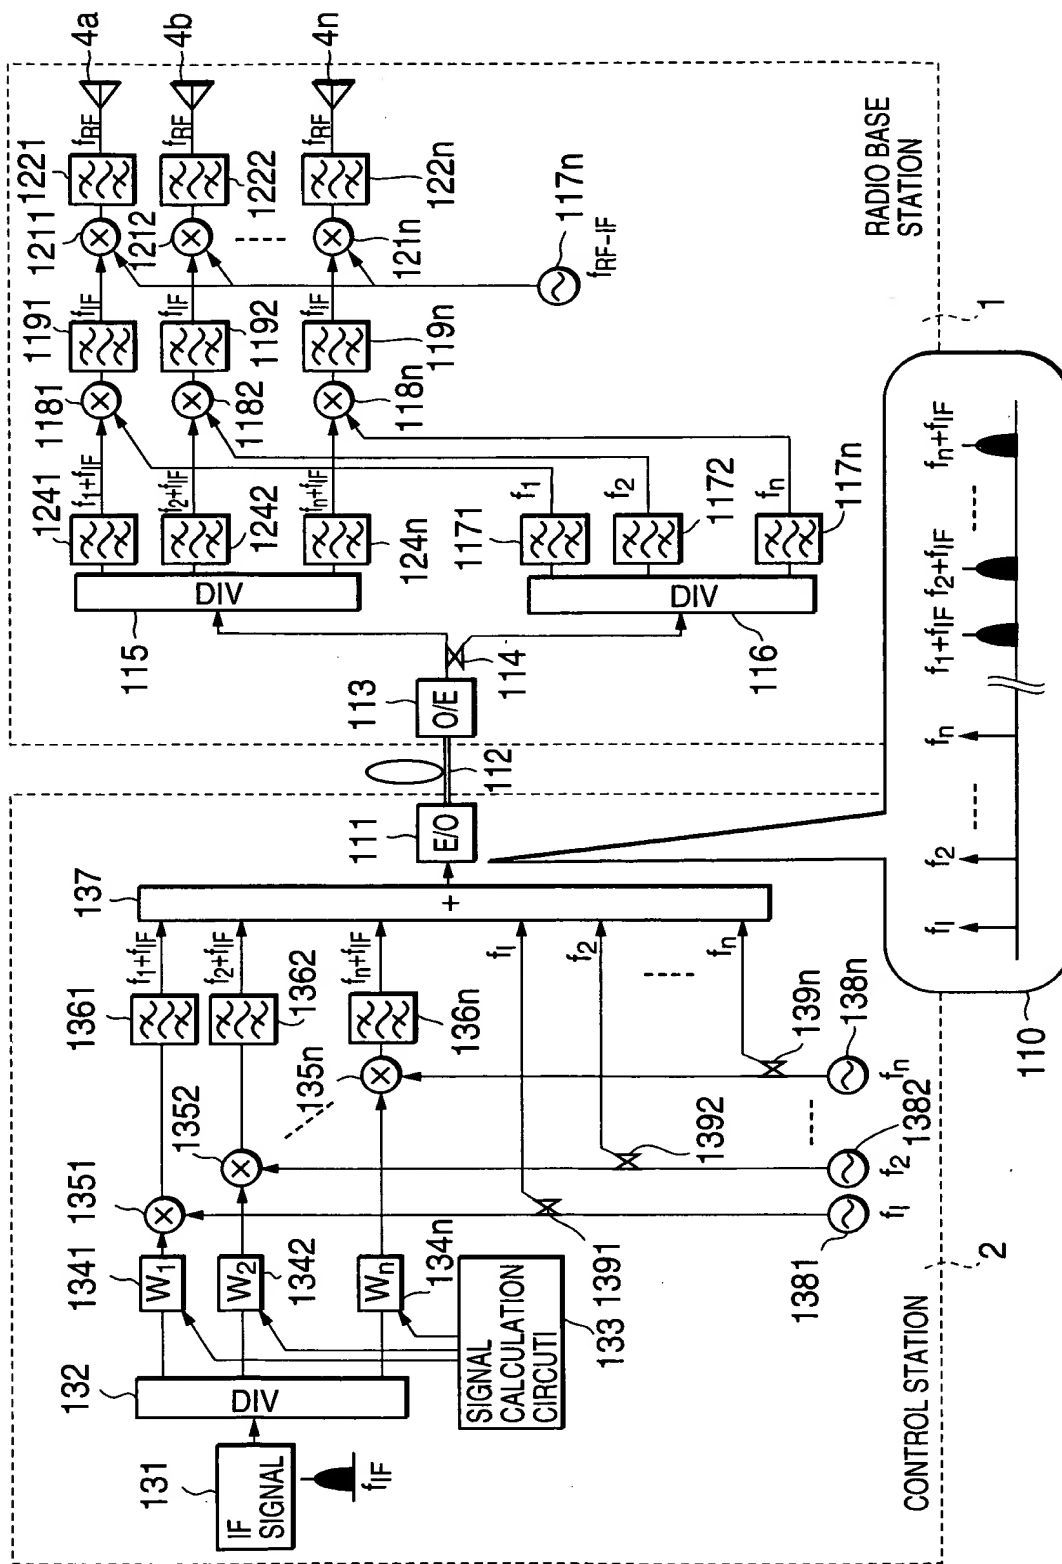 131
IF
SIGNAL
fIF
132
DIV
1341
W1
W2
1342
Wn
134n
SIGNAL
CALCULATION
CIRCUTI
133
1351
1352
135n
1361
f1+fIF
f2+fIF
1362
fn+fIF
136n
1391
1392
139n
1381
f1
f2
1382
fn
138n
f1
f2
fn
137
+
111
E/O
112
113
O/E
114
115
DIV
DIV
116
1241
f1+fIF
f2+fIF
1242
fn+fIF
124n
1171
f1
f2
1172
fn
117n
1181
1182
118n
1191
fIF
fIF
1192
fIF
119n
1211
1212
121n
117n
fRF-IF
1221
fRF
fRF
1222
fRF
122n
4a
4b
4n
CONTROL STATION
2
RADIO BASE
STATION
1
110
f1
f2
fn
f1+fIF
f2+fIF
fn+fIF